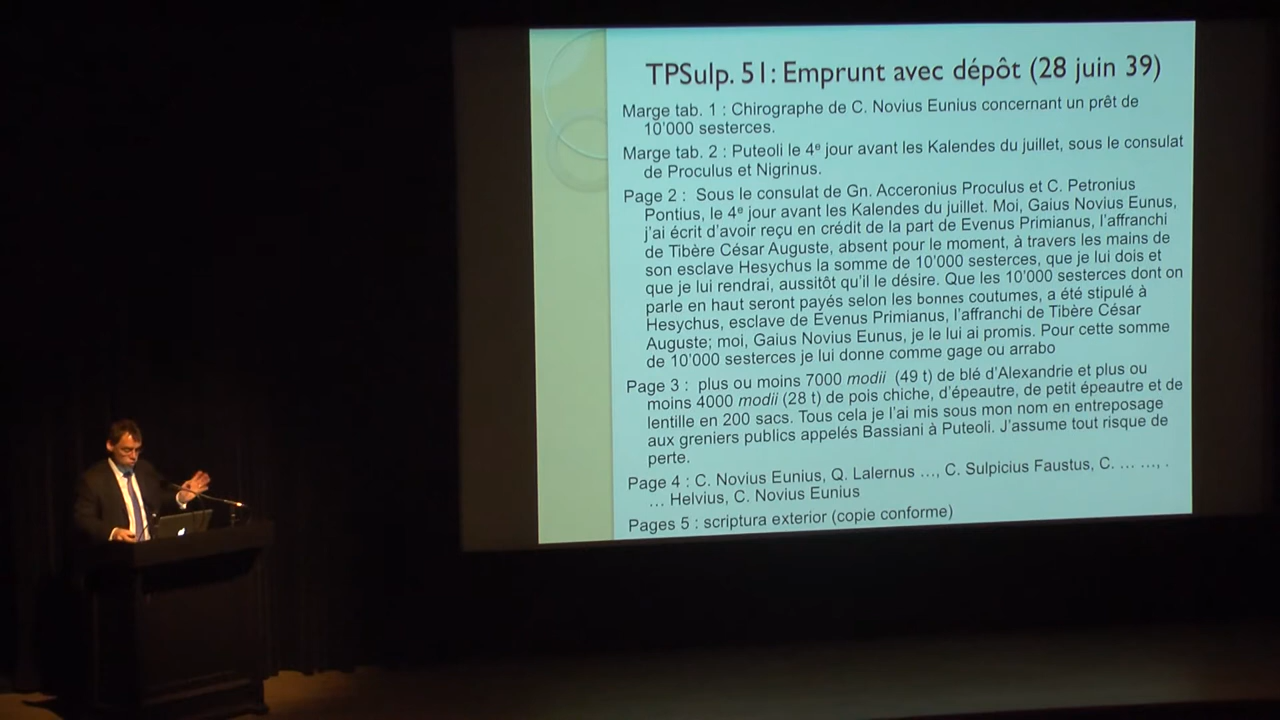 TPSulp. 51: Emprunt avec dépôt (28 juin 39)
Marge tab. 1 : Chirographe de C. Novius Eunius concernant un prêt de
10'000 sesterces.
Marge tab. 2 : Puteoli le 4e jour avant les Kalendes du juillet, sous le consulat
de Proculus et Nigrinus.
Page 2 : Sous le consulat de Gn. Acceronius Proculus et C. Petronius
Pontius, le 4e jour avant les Kalendes du juillet. Moi, Gaius Novius Eunus,
j'ai écrit d'avoir reçu en crédit de la part de Evenus Primianus, l'affranchi
de Tibère César Auguste, absent pour le moment, à travers les mains de
son esclave Hesychus la somme de 10'000 sesterces, que je lui dois et
que je lui rendrai, aussitôt qu'il le désire. Que les 10'000 sesterces dont on
parle en haut seront payés selon les bonnes coutumes, a été stipulé à
Hesychus, esclave de Evenus Primianus, l'affranchi de Tibère César
Auguste; moi, Gaius Novius Eunus, je le lui ai promis. Pour cette somme
de 10'000 sesterces je lui donne comme gage ou arrabo
Page 3 : plus ou moins 7000 modii (49 t) de blé d'Alexandrie et plus ou
moins 4000 modii (28 t) de pois chiche, d'épeautre, de petit épeautre et de
lentille en 200 sacs. Tous cela je l'ai mis sous mon nom en entreposage
aux greniers publics appelés Bassiani à Puteoli. J'assume tout risque de
perte.
Page 4 : C. Novius Eunius, Q. Lalernus …, C. Sulpicius Faustus, C. … …, .
… Helvius, C. Novius Eunius
Pages 5 : scriptura exterior (copie conforme)